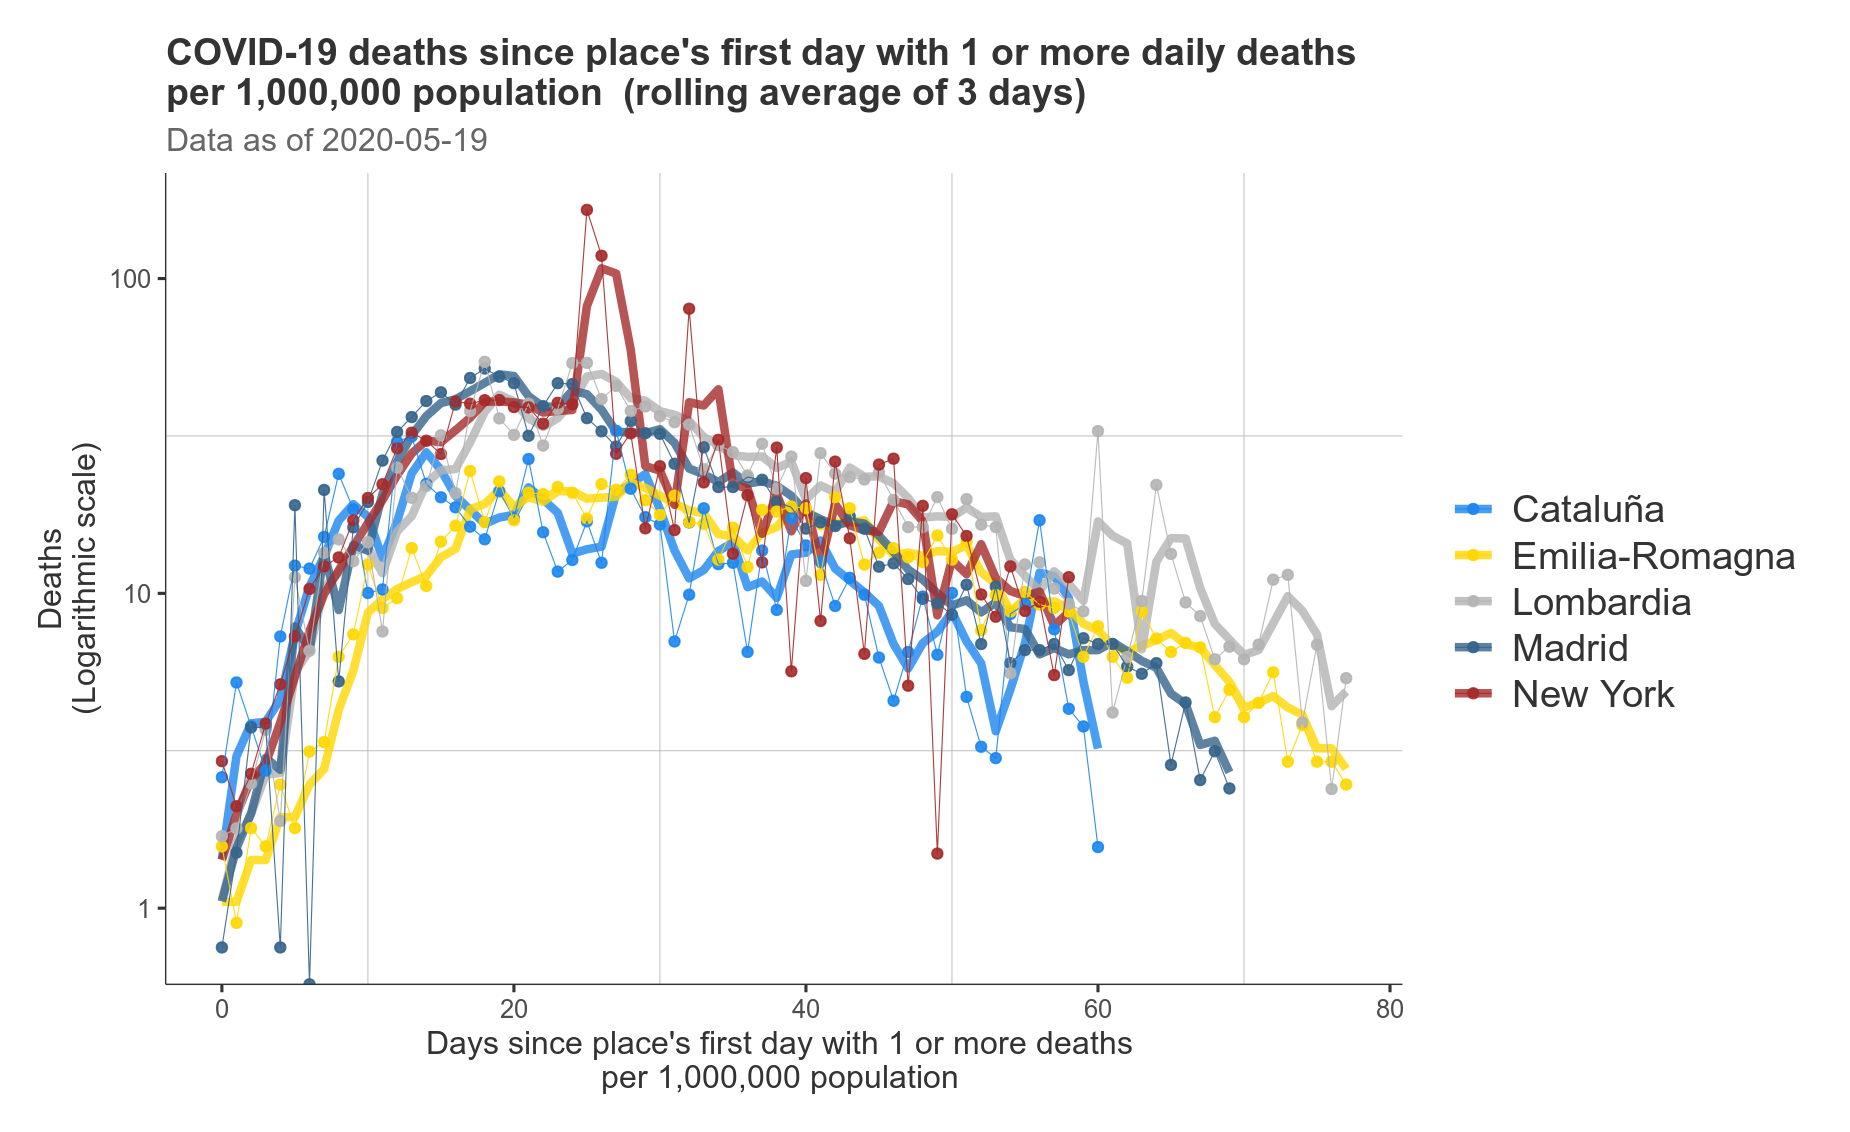 COVID-19 deaths since place's first day with 1 or more daily deaths
per 1,000,000 population  (rolling average of 3 days)
Data as of 2020-05-19
Deaths
(Logarithmic scale)
100
10
1
0
20
40
60
80
Days since place's first day with 1 or more deaths
per 1,000,000 population
Cataluña
Emilia-Romagna
Lombardia
Madrid
New York